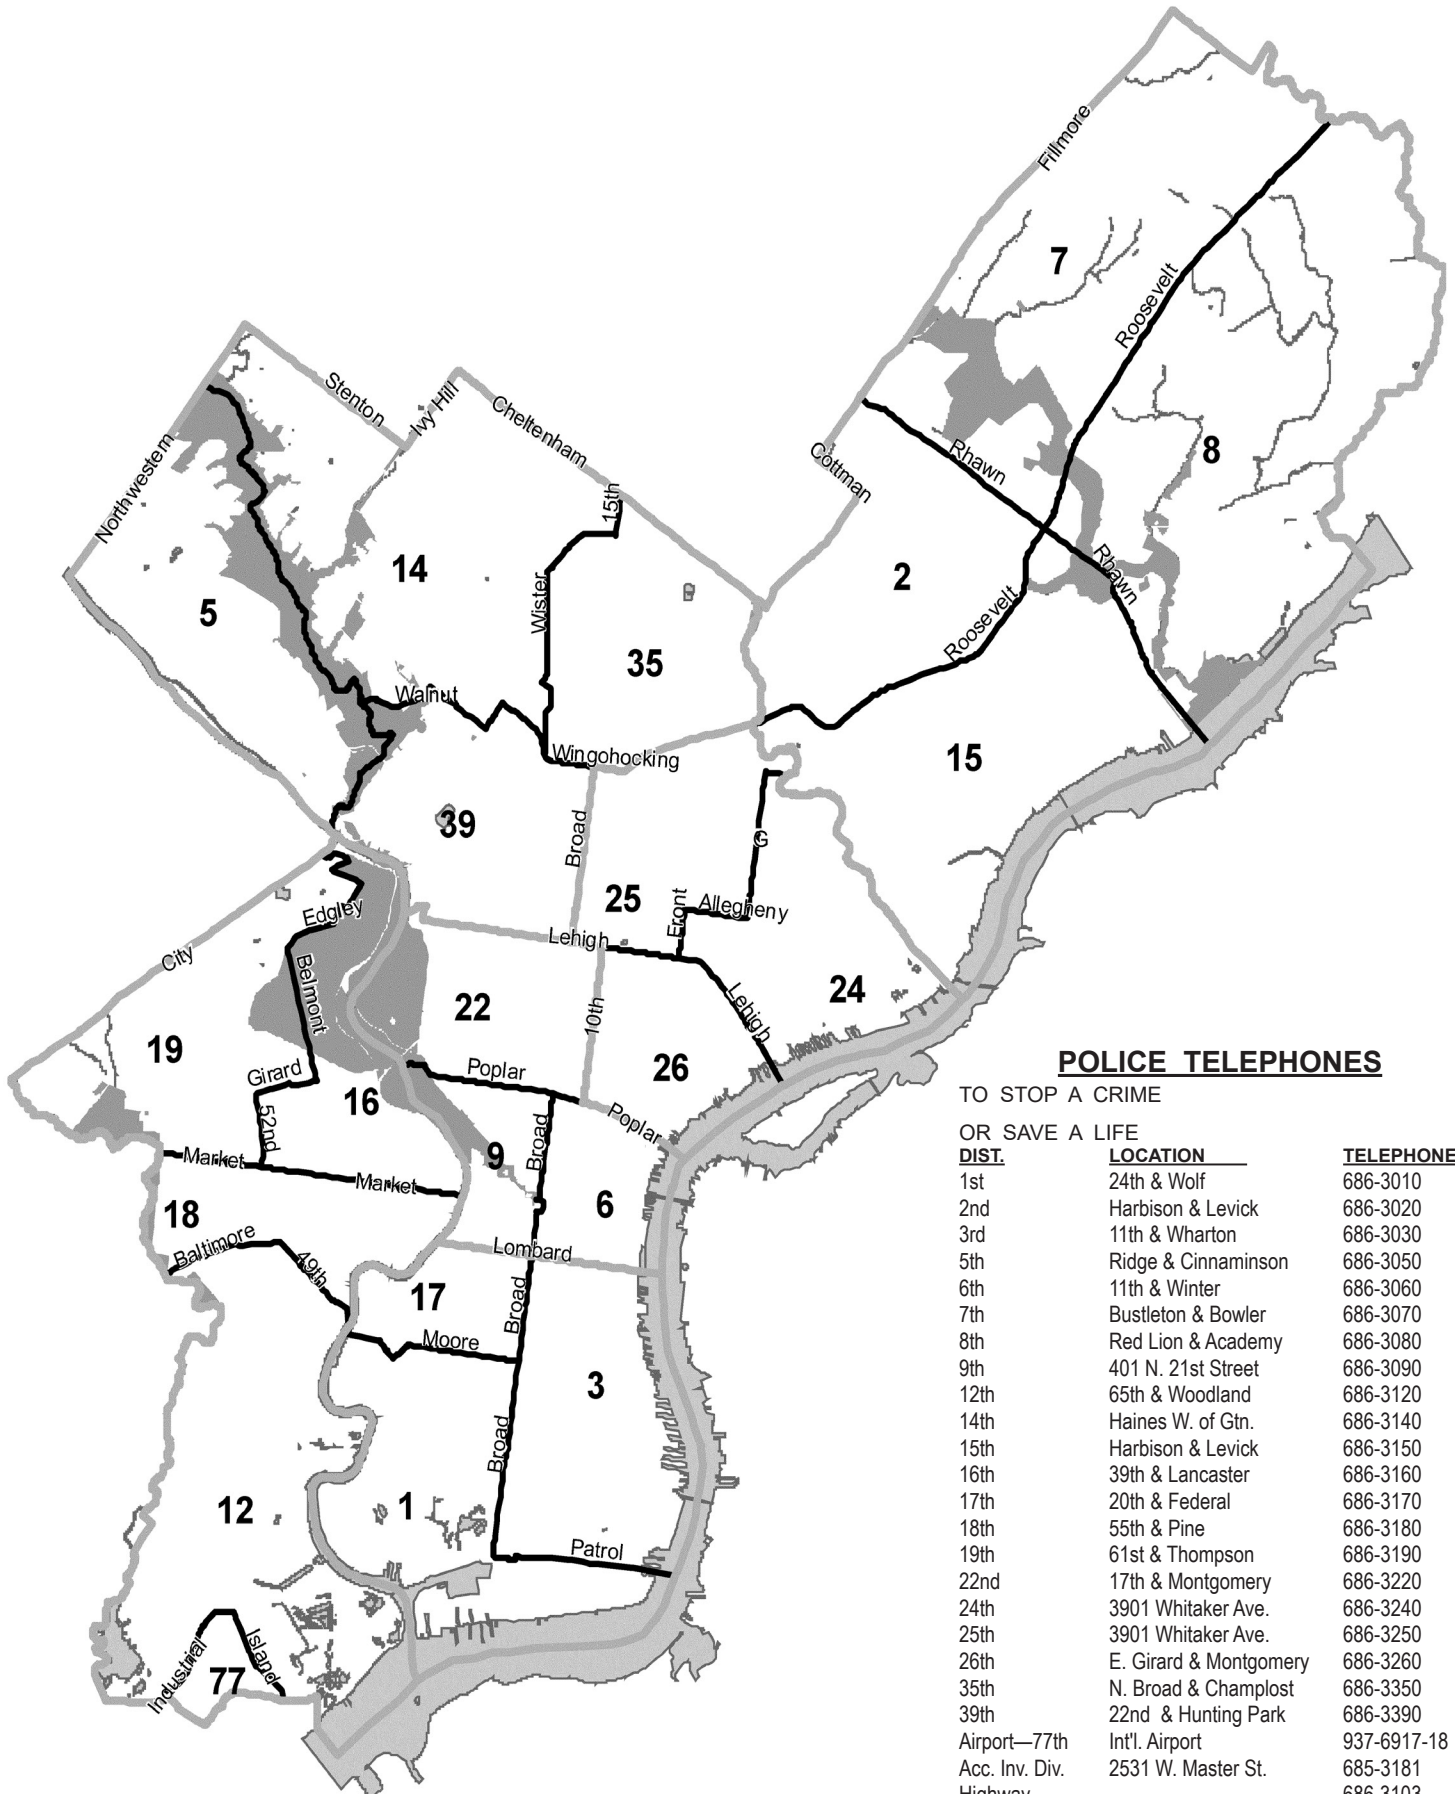 Fillmore
7
Roosevelt
Stenton
Ivy Hill
Cheltenham
Northwestern
Cottman
Rhawn
8
15th
14
2
Rhawn
5
Wister
Roosevelt
35
Walnut
Wingohocking
15
39
Broad
G
25
Front
Allegheny
Edgley
Lehigh
City
Belmont
22
10th
Lehigh
24
19
Girard
16
Poplar
26
52nd
Poplar
Market
Market
9
Broad
6
18
Baltimore
Lombard
49th
17
Broad
Moore
3
Broad
12
1
Patrol
Industrial
Island
77
POLICE TELEPHONES
TO STOP A CRIME
OR SAVE A LIFE
DIST. LOCATION TELEPHONE
1st 24th & Wolf 686-3010
2nd Harbison & Levick 686-3020
3rd 11th & Wharton 686-3030
5th Ridge & Cinnaminson 686-3050
6th 11th & Winter 686-3060
7th Bustleton & Bowler 686-3070
8th Red Lion & Academy 686-3080
9th 401 N. 21st Street 686-3090
12th 65th & Woodland 686-3120
14th Haines W. of Gtn. 686-3140
15th Harbison & Levick 686-3150
16th 39th & Lancaster 686-3160
17th 20th & Federal 686-3170
18th 55th & Pine 686-3180
19th 61st & Thompson 686-3190
22nd 17th & Montgomery 686-3220
24th 3901 Whitaker Ave. 686-3240
25th 3901 Whitaker Ave. 686-3250
26th E. Girard & Montgomery 686-3260
35th N. Broad & Champlost 686-3350
39th 22nd & Hunting Park 686-3390
Airport—77th Int'l. Airport 937-6917-18
Acc. Inv. Div. 2531 W. Master St. 685-3181
Highway 686-3103